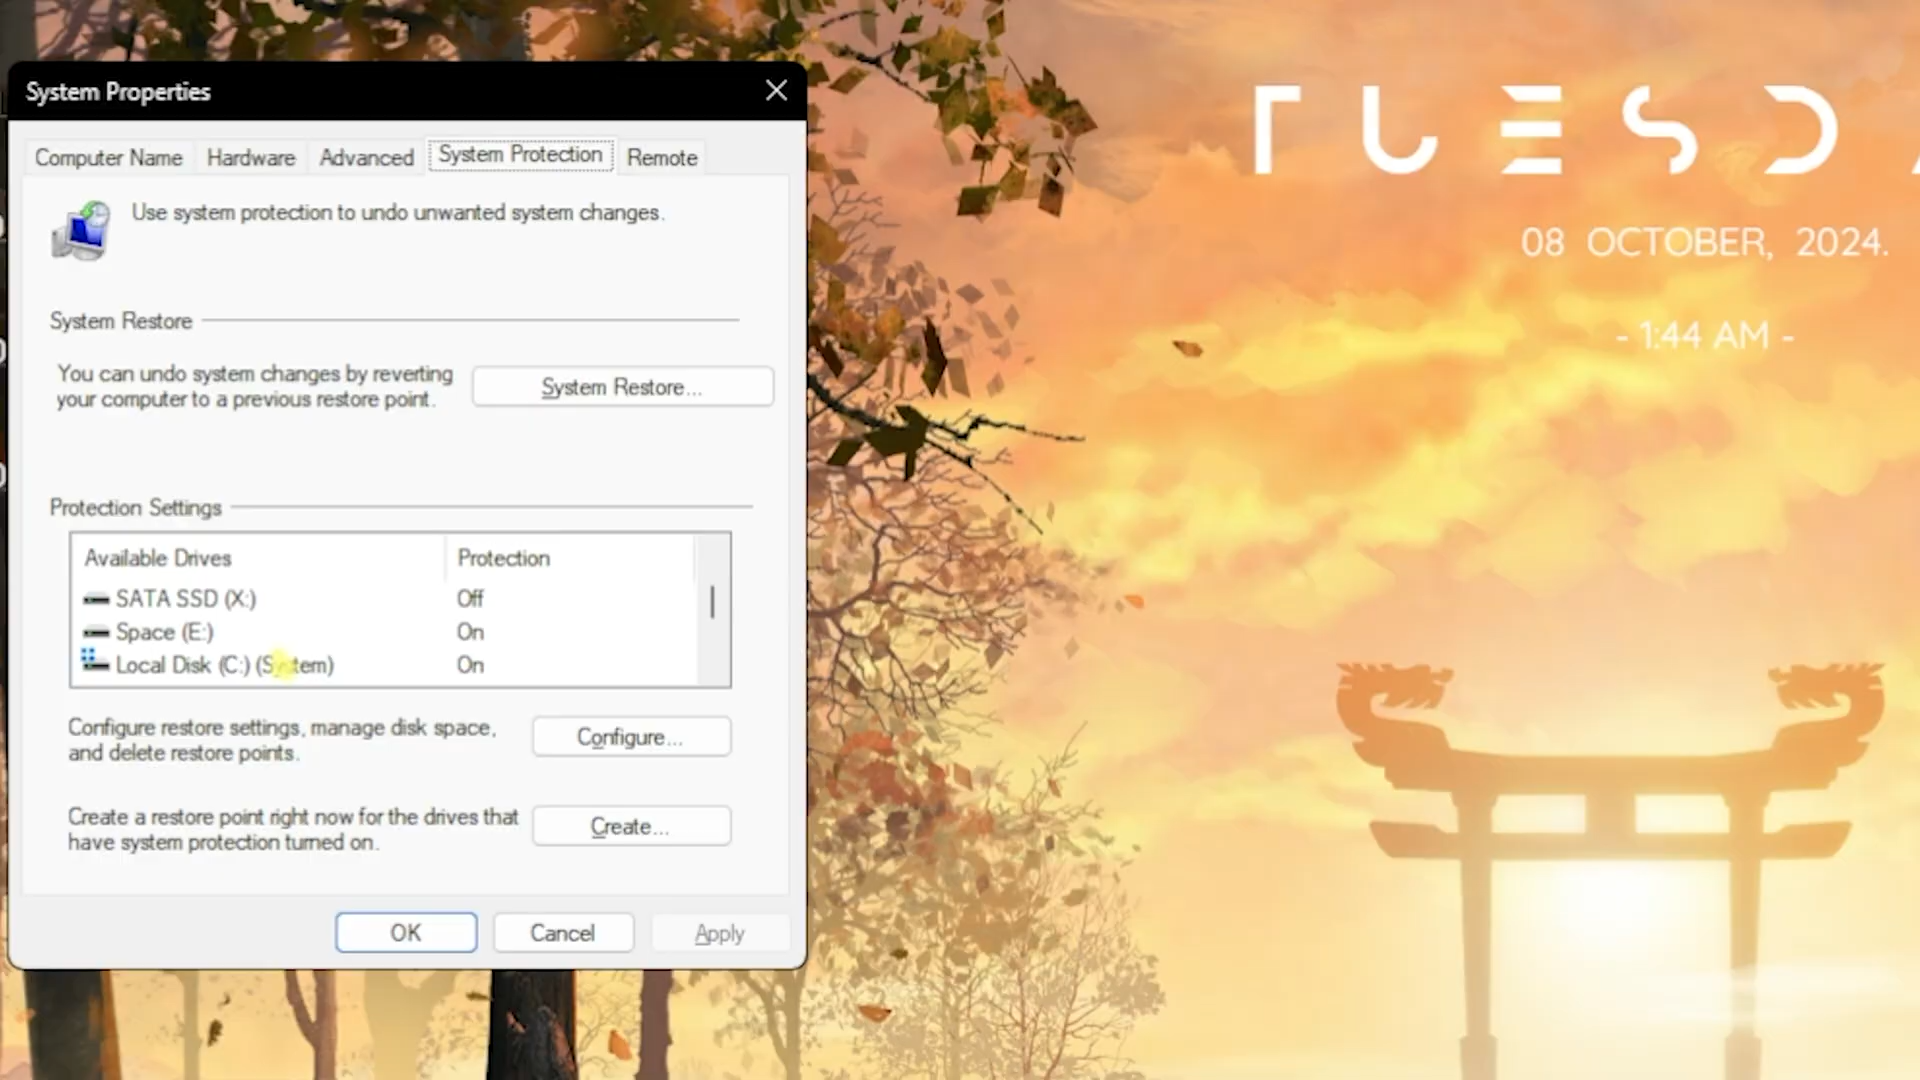 System Properties
Computer Name Hardware Advanced System Protection Remote
Use system protection to undo unwanted system changes.
System Restore
You can undo system changes by reverting
your computer to a previous restore point.
System Restore...
Protection Settings
Available Drives Protection
SATA SSD (X:) Off
Space (E:) On
Local Disk (C:) (System) On
Configure restore settings, manage disk space,
and delete restore points.
Configure...
Create a restore point right now for the drives that
have system protection turned on.
Create...
OK Cancel Apply
TUESD
08 OCTOBER, 2024.
- 1:44 AM -